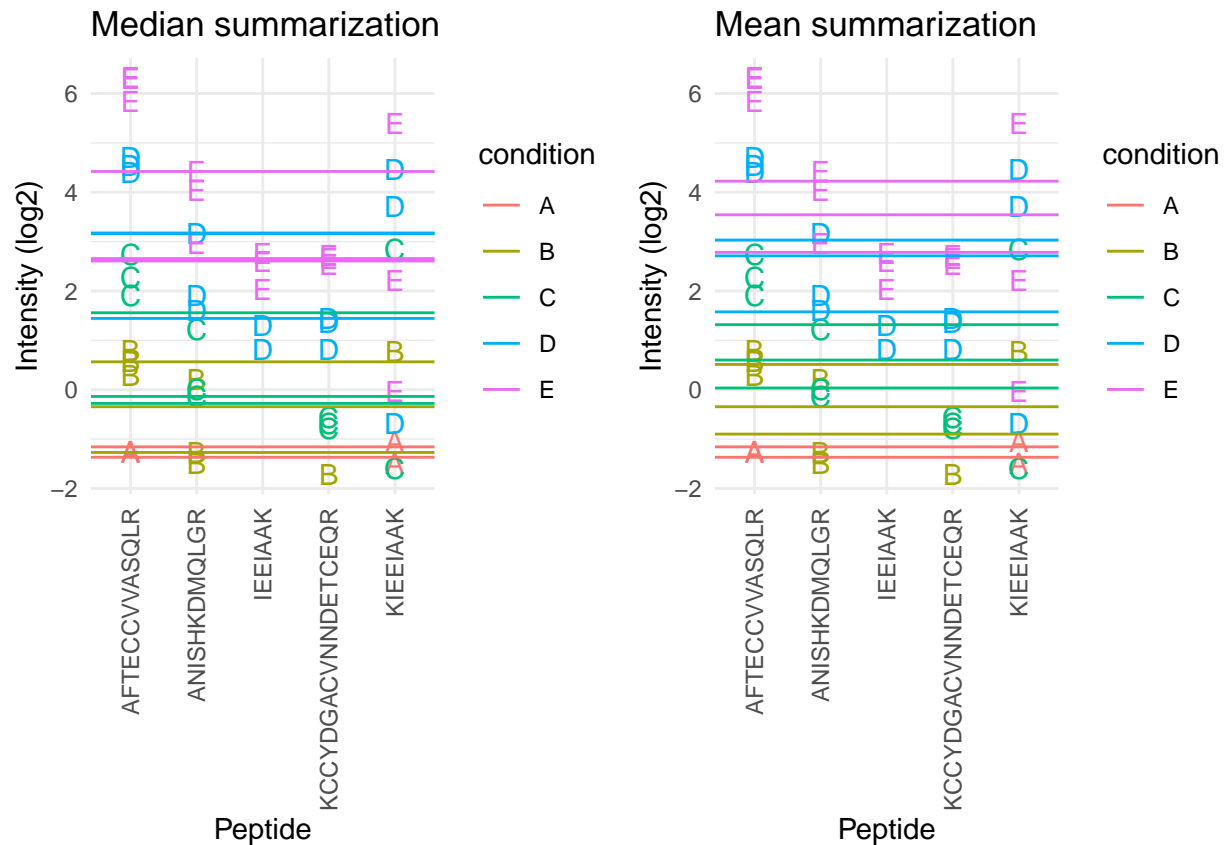 Median summarization
Intensity (log2)
6
4
2
0
−2
E
E
E
D
D
D
C
C
C
B
B
B
B
A
E
E
E
D
D
D
C
C
C
B
B
B
E
E
E
D
D
E
E
E
D
D
D
C
C
C
B
E
D
D
C
E
B
E
D
A
A
C
AFTECCVVASQLR
ANISHKDMQLGR
IEEIAAK
KCCYDGACVNNDETCEQR
KIEEIAAK
Peptide
condition
A
B
C
D
E
Mean summarization
Intensity (log2)
6
4
2
0
−2
E
E
E
D
D
D
C
C
C
B
B
B
B
A
E
E
E
D
D
D
C
C
C
B
B
B
E
E
E
D
D
E
E
E
D
D
D
C
C
C
B
E
D
D
C
E
B
E
D
A
A
C
AFTECCVVASQLR
ANISHKDMQLGR
IEEIAAK
KCCYDGACVNNDETCEQR
KIEEIAAK
Peptide
condition
A
B
C
D
E